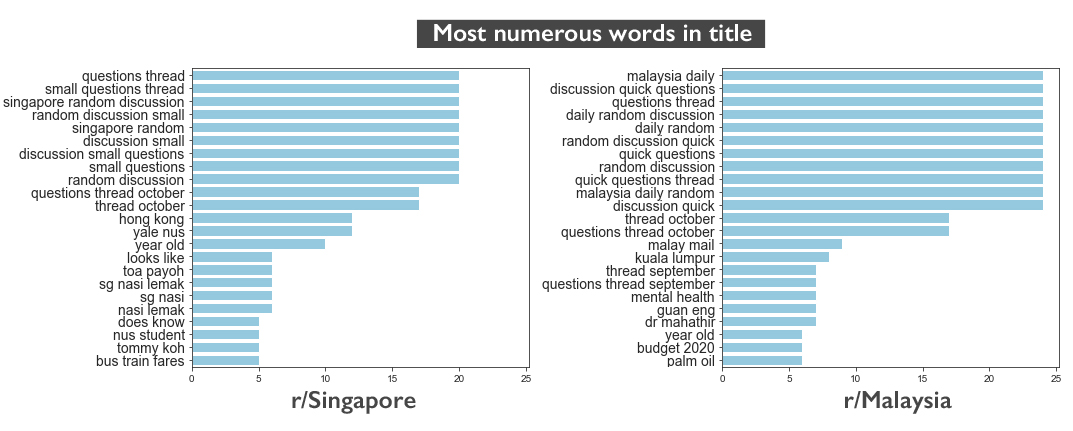 Most numerous words in title
questions thread
small questions thread
singapore random discussion
random discussion small
singapore random
discussion small
discussion small questions
small questions
random discussion
questions thread october
thread october
hong kong
yale nus
year old
looks like
toa payoh
sg nasi lemak
sg nasi
nasi lemak
does know
nus student
tommy koh
bus train fares
0 5 10 15 20 25
r/Singapore
malaysia daily
discussion quick questions
questions thread
daily random discussion
daily random
random discussion quick
quick questions
random discussion
quick questions thread
malaysia daily random
discussion quick
thread october
questions thread october
malay mail
kuala lumpur
thread september
questions thread september
mental health
guan eng
dr mahathir
year old
budget 2020
palm oil
0 5 10 15 20 25
r/Malaysia